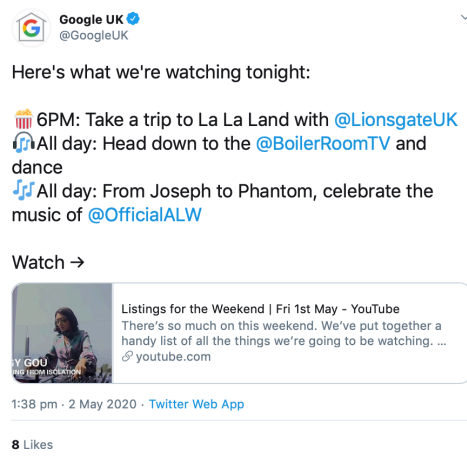 Google UK
@GoogleUK
Here's what we're watching tonight:
🍿6PM: Take a trip to La La Land with @LionsgateUK
🎧All day: Head down to the @BoilerRoomTV and
dance
🎶All day: From Joseph to Phantom, celebrate the
music of @OfficialALW
Watch →
Listings for the Weekend | Fri 1st May - YouTube
There's so much on this weekend. We've put together a
handy list of all the things we're going to be watching. ...
youtube.com
Y GOU
ING FROM ISOLATION
1:38 pm · 2 May 2020 · Twitter Web App
8 Likes